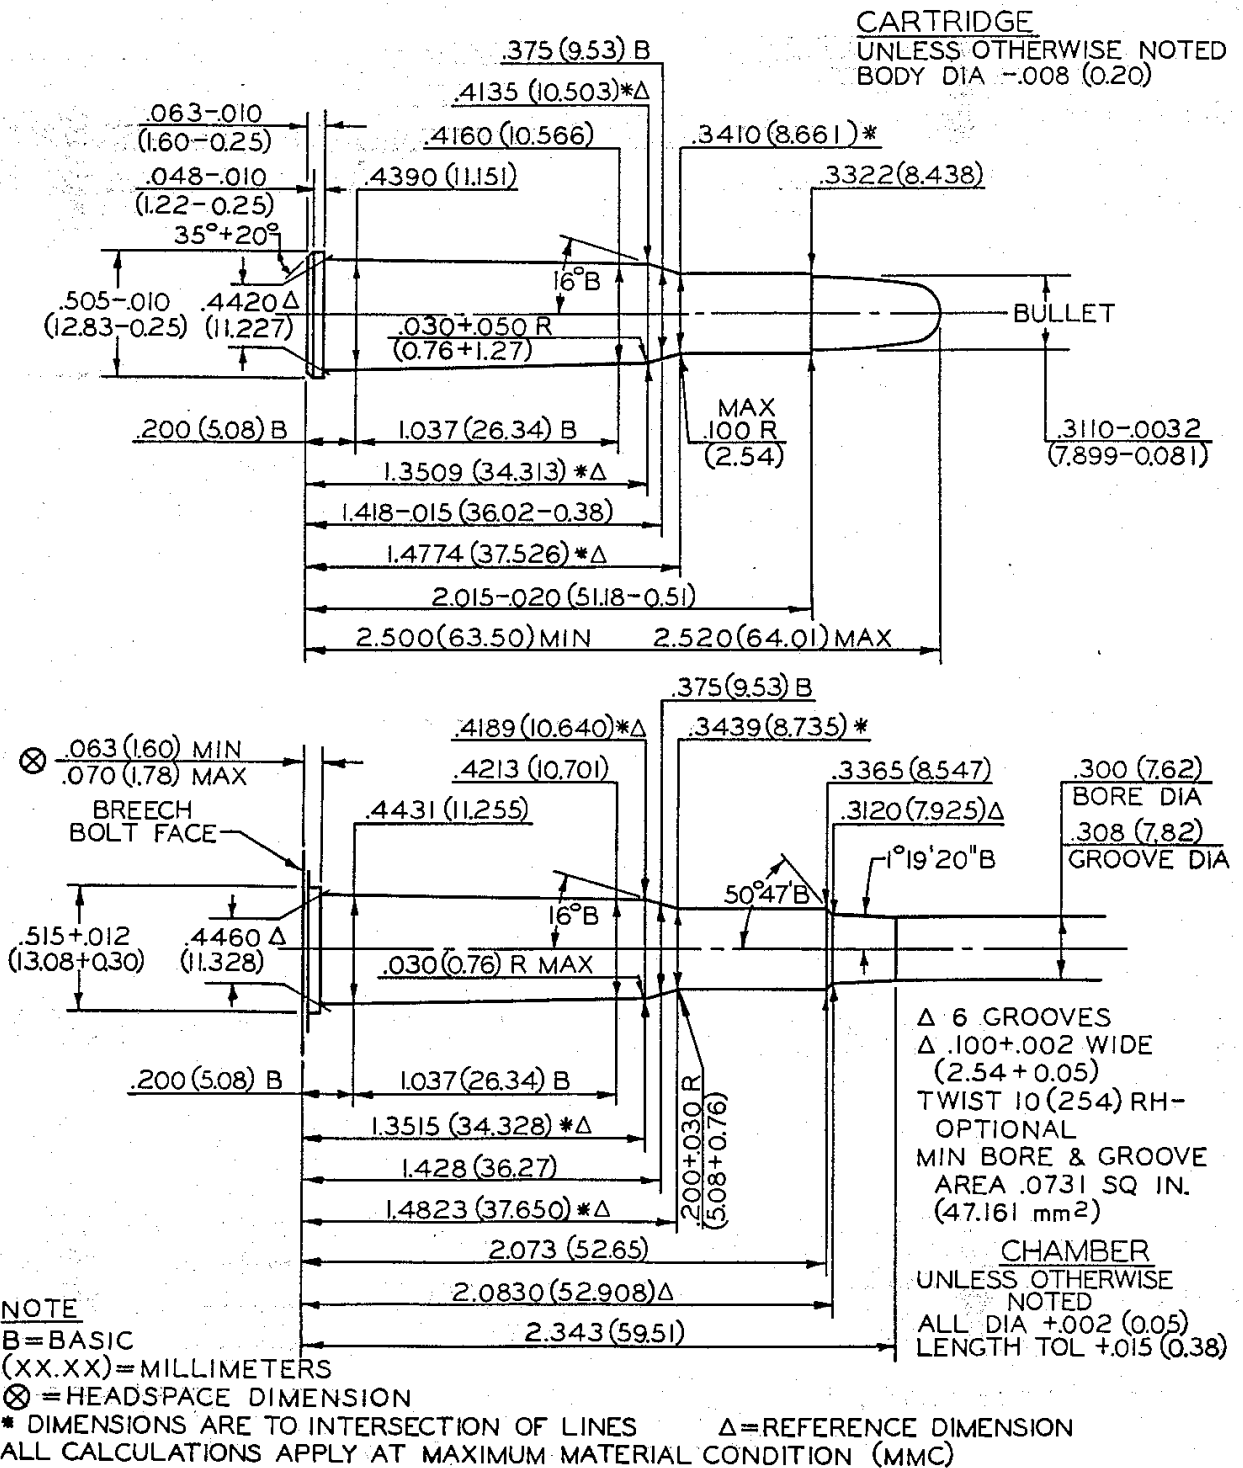 CARTRIDGE
UNLESS OTHERWISE NOTED
BODY DIA -.008 (0.20)
.375 (9.53) B
.4135 (10.503)*Δ
.063-.010
(1.60-0.25)
.4160 (10.566)
.3410 (8.661)*
.048-.010
(1.22-0.25)
.4390 (11.151)
.3322 (8.438)
35°+20°
16°B
.505-.010
(12.83-0.25)
.4420 Δ
(11.227)
.030+.050 R
(0.76+1.27)
BULLET
.200 (5.08) B
1.037 (26.34) B
MAX
.100 R
(2.54)
.3110-.0032
(7.899-0.081)
1.3509 (34.313) *Δ
1.418-.015 (36.02-0.38)
1.4774 (37.526) *Δ
2.015-.020 (51.18-0.51)
2.500 (63.50) MIN 2.520 (64.01) MAX
.375 (9.53) B
.4189 (10.640)*Δ
.3439 (8.735) *
⊗ .063 (1.60) MIN
.070 (1.78) MAX
.4213 (10.701)
.3365 (8.547)
.300 (7.62)
BORE DIA
BREECH
BOLT FACE
.4431 (11.255)
.3120 (7.925)Δ
.308 (7.82)
GROOVE DIA
1°19'20"B
16°B
50°47'B
.515+.012
(13.08+0.30)
.4460 Δ
(11.328)
.030 (0.76) R MAX
.200 (5.08) B
1.037 (26.34) B
.200+.030 R
(5.08+0.76)
1.3515 (34.328) *Δ
1.428 (36.27)
1.4823 (37.650) *Δ
2.073 (52.65)
2.0830 (52.908)Δ
2.343 (59.51)
Δ 6 GROOVES
Δ .100+.002 WIDE
(2.54+0.05)
TWIST 10 (254) RH-
OPTIONAL
MIN BORE & GROOVE
AREA .0731 SQ IN.
(47.161 mm²)
CHAMBER
UNLESS OTHERWISE
NOTED
ALL DIA +.002 (0.05)
LENGTH TOL +.015 (0.38)
NOTE
B=BASIC
(XX.XX)=MILLIMETERS
⊗ =HEADSPACE DIMENSION
* DIMENSIONS ARE TO INTERSECTION OF LINES Δ=REFERENCE DIMENSION
ALL CALCULATIONS APPLY AT MAXIMUM MATERIAL CONDITION (MMC)